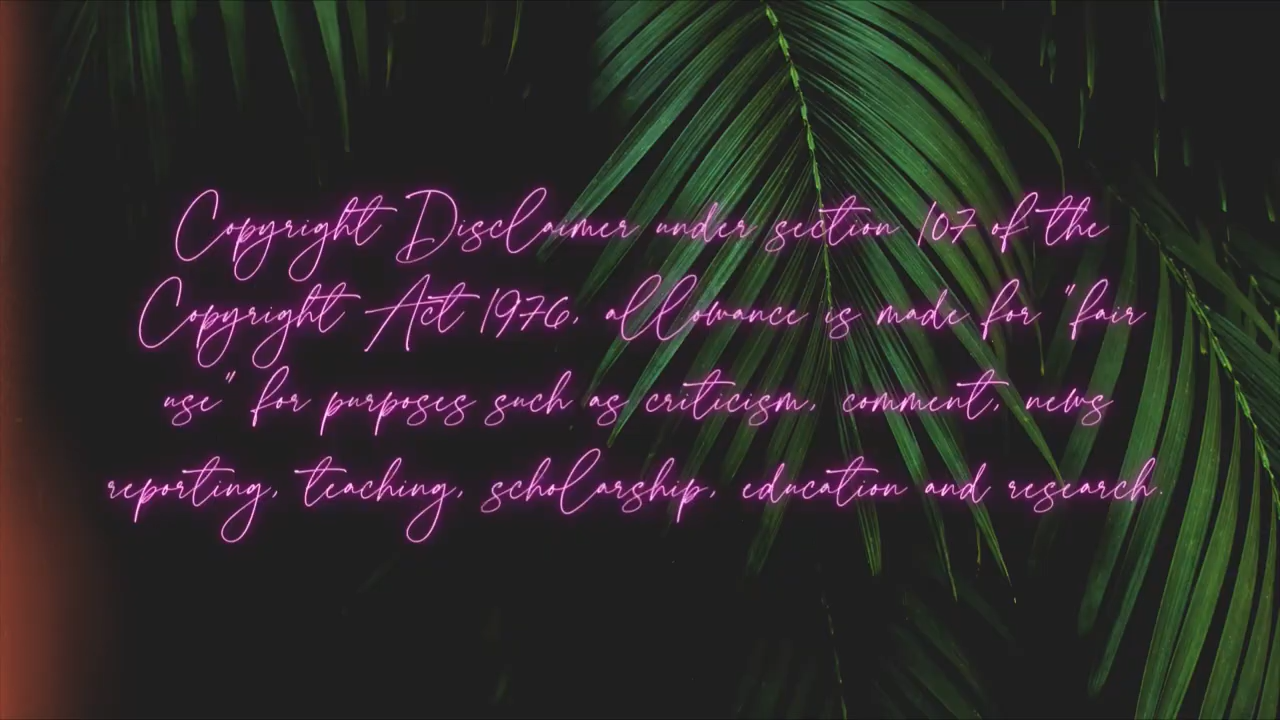 Copyright Disclaimer under section 107 of the
Copyright Act 1976, allowance is made for "fair
use" for purposes such as criticism, comment, news
reporting, teaching, scholarship, education and research.